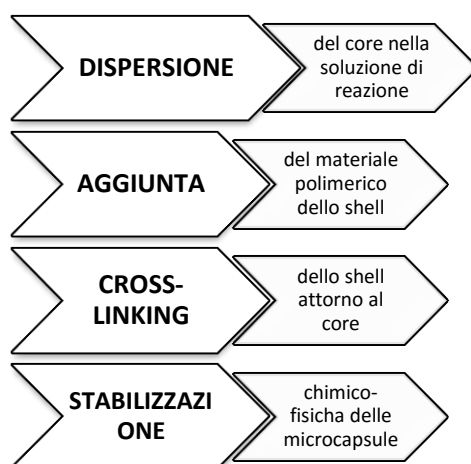 DISPERSIONE
del core nella
soluzione di
reazione
AGGIUNTA
del materiale
polimerico
dello shell
CROSS-
LINKING
dello shell
attorno al
core
STABILIZZAZI
ONE
chimico-
fisicha delle
microcapsule